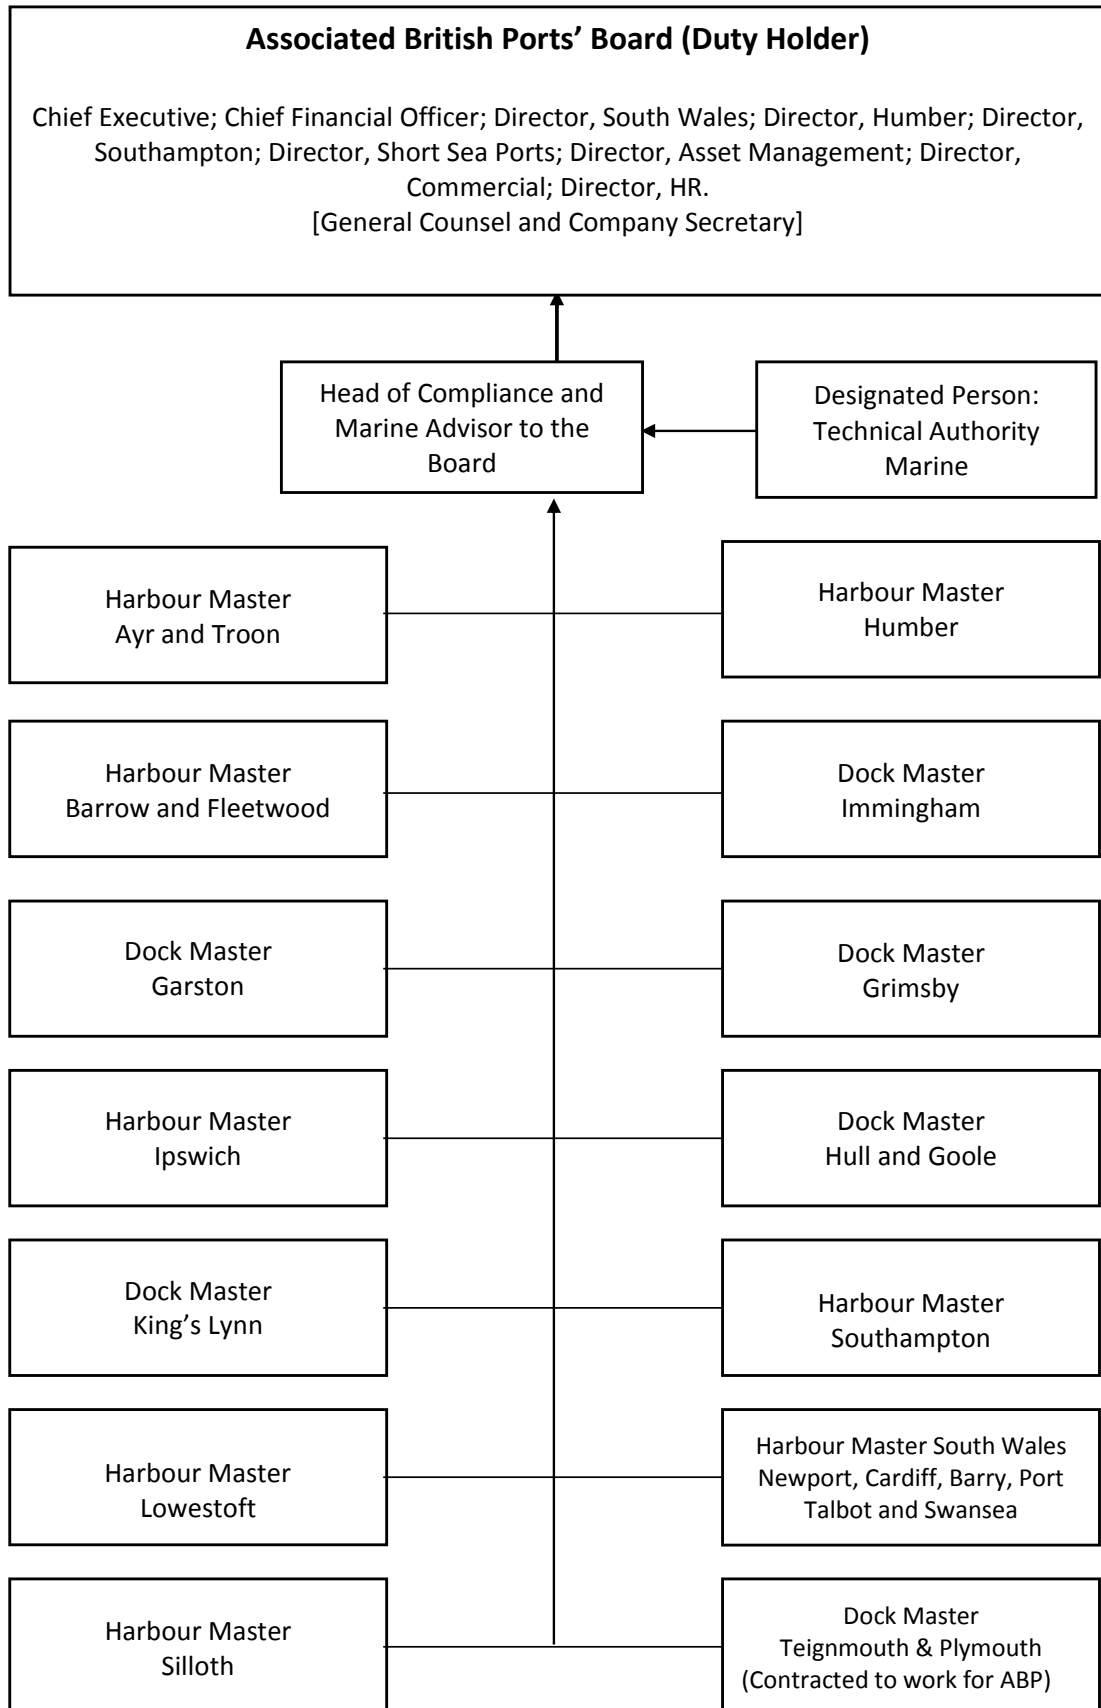 Associated British Ports’ Board (Duty Holder)
Chief Executive; Chief Financial Officer; Director, South Wales; Director, Humber; Director,
Southampton; Director, Short Sea Ports; Director, Asset Management; Director,
Commercial; Director, HR.
[General Counsel and Company Secretary]
Head of Compliance and
Marine Advisor to the
Board
Designated Person:
Technical Authority
Marine
Harbour Master
Ayr and Troon
Harbour Master
Humber
Harbour Master
Barrow and Fleetwood
Dock Master
Immingham
Dock Master
Garston
Dock Master
Grimsby
Harbour Master
Ipswich
Dock Master
Hull and Goole
Dock Master
King’s Lynn
Harbour Master
Southampton
Harbour Master
Lowestoft
Harbour Master South Wales
Newport, Cardiff, Barry, Port
Talbot and Swansea
Harbour Master
Silloth
Dock Master
Teignmouth & Plymouth
(Contracted to work for ABP)